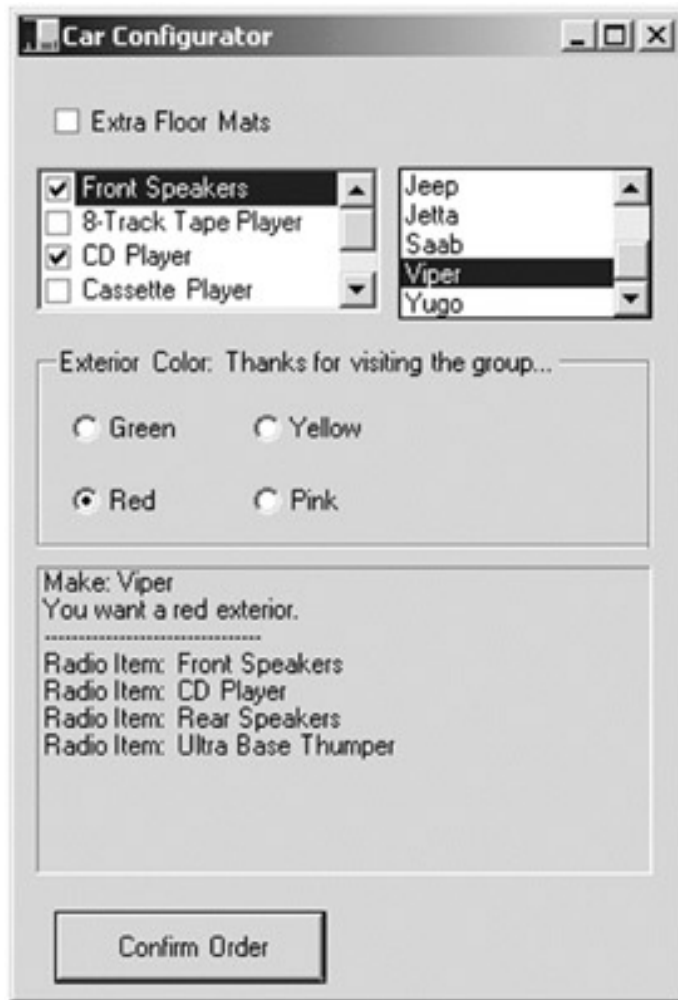 Car Configurator
Extra Floor Mats
Front Speakers
8-Track Tape Player
CD Player
Cassette Player
Jeep
Jetta
Saab
Viper
Yugo
Exterior Color: Thanks for visiting the group...
Green
Yellow
Red
Pink
Make: Viper
You want a red exterior.
--------------------------------
Radio Item: Front Speakers
Radio Item: CD Player
Radio Item: Rear Speakers
Radio Item: Ultra Base Thumper
Confirm Order